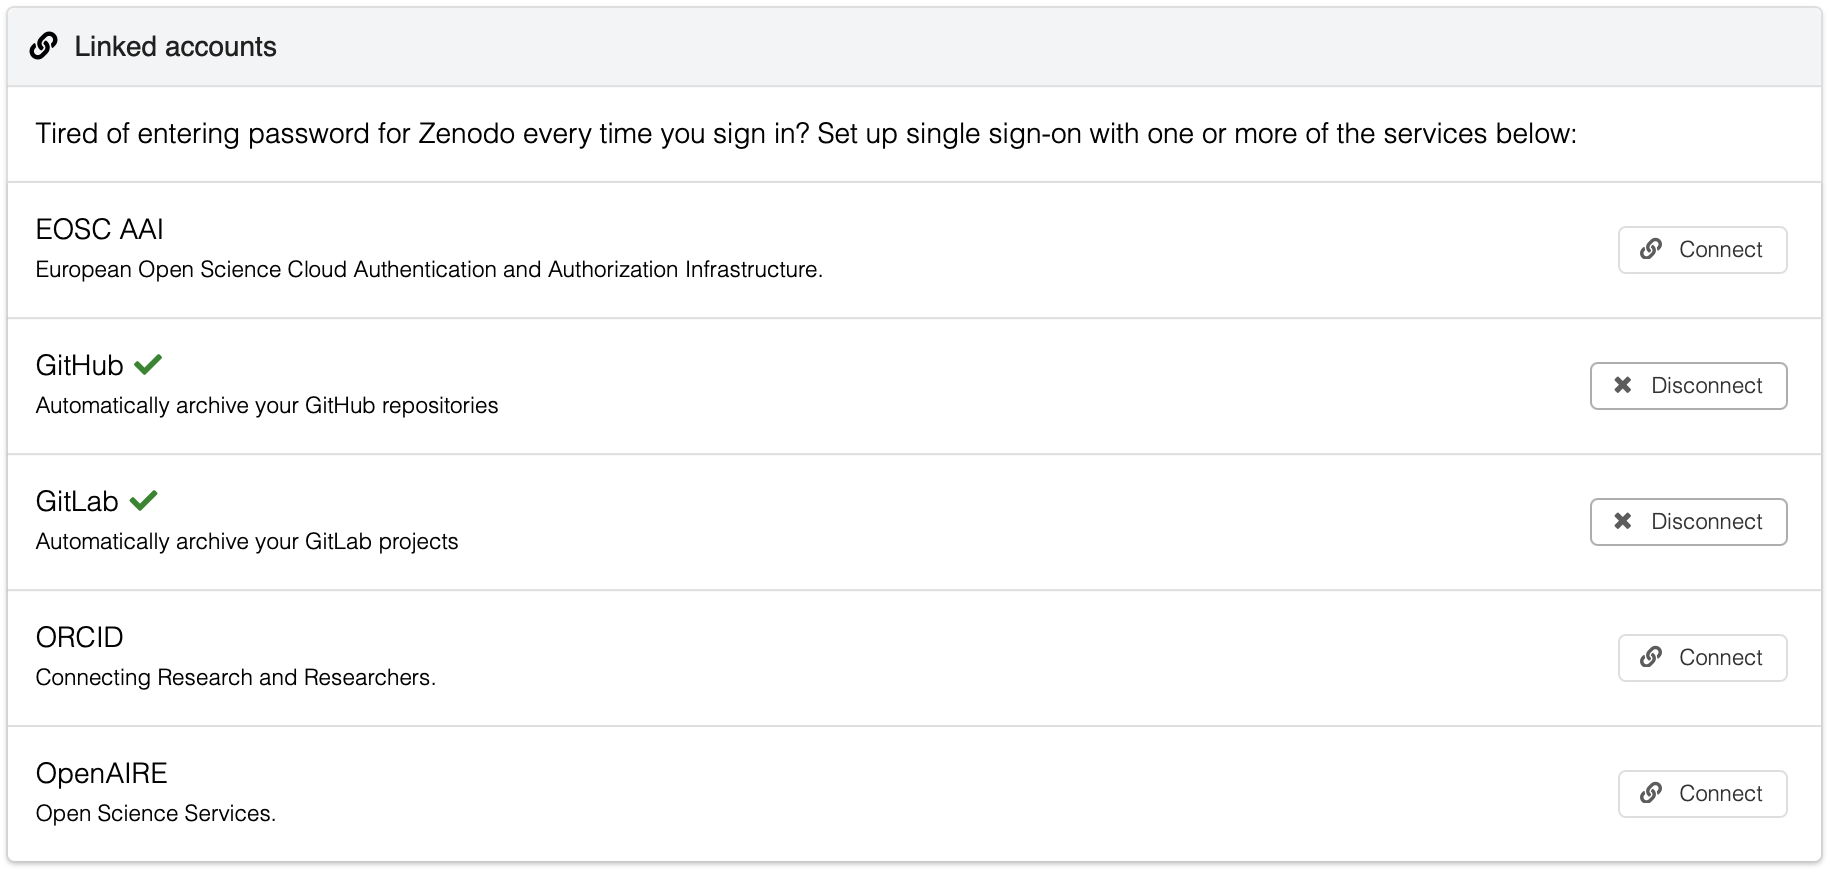 Linked accounts
Tired of entering password for Zenodo every time you sign in? Set up single sign-on with one or more of the services below:
EOSC AAI
European Open Science Cloud Authentication and Authorization Infrastructure.
Connect
GitHub
Automatically archive your GitHub repositories
Disconnect
GitLab
Automatically archive your GitLab projects
Disconnect
ORCID
Connecting Research and Researchers.
Connect
OpenAIRE
Open Science Services.
Connect